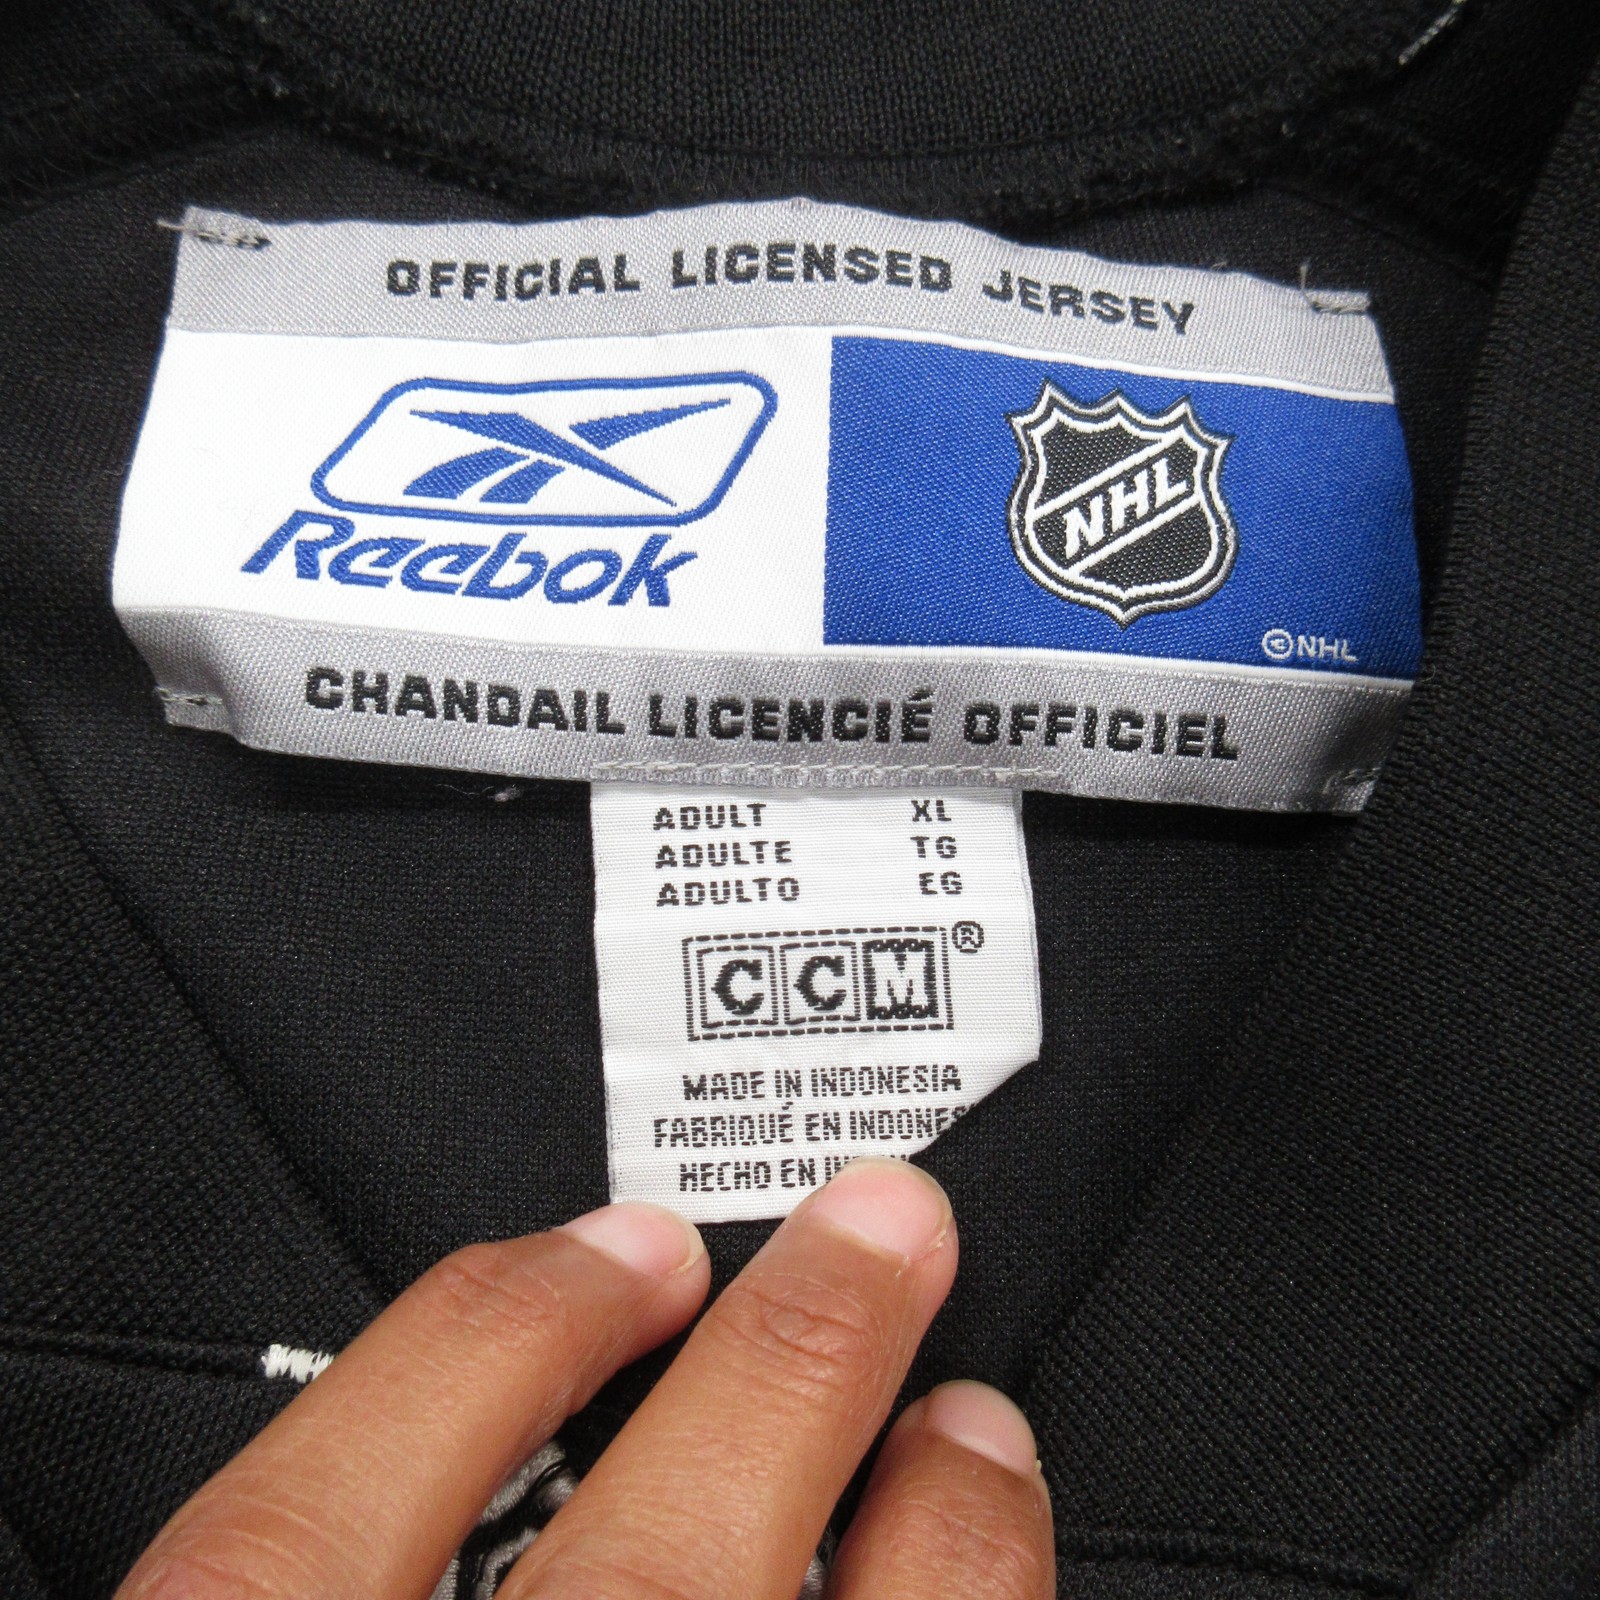 OFFICIAL LICENSED JERSEY
Reebok
NHL
©NHL
CHANDAIL LICENCIÉ OFFICIEL
ADULT XL
ADULTE TG
ADULTO EG
CCM®
MADE IN INDONESIA
FABRIQUÉ EN
HECHO EN